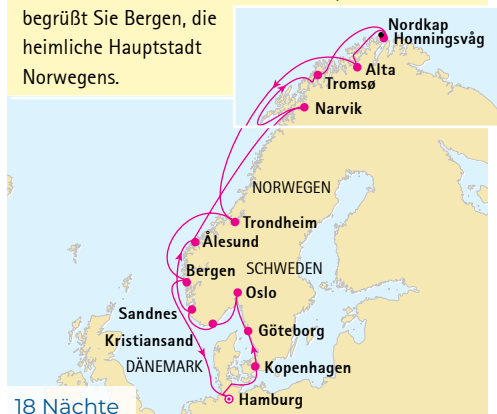 begrüßt Sie Bergen, die
heimliche Hauptstadt
Norwegens.
Nordkap
Honningsvåg
Alta
Tromsø
Narvik
NORWEGEN
Trondheim
Ålesund
Bergen
SCHWEDEN
Oslo
Sandnes
Kristiansand
Göteborg
DÄNEMARK
Kopenhagen
Hamburg
18 Nächte